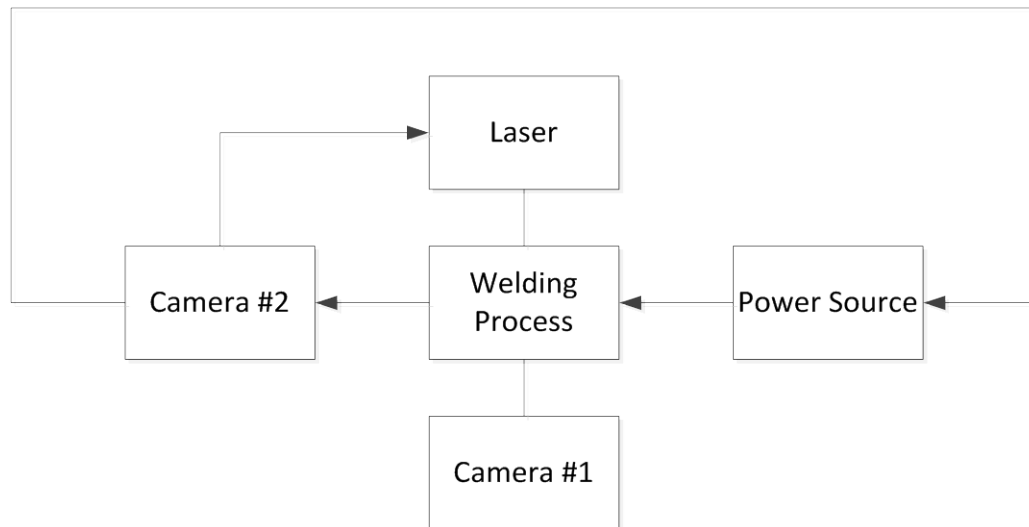 Laser
Camera #2
Welding
Process
Power Source
Camera #1